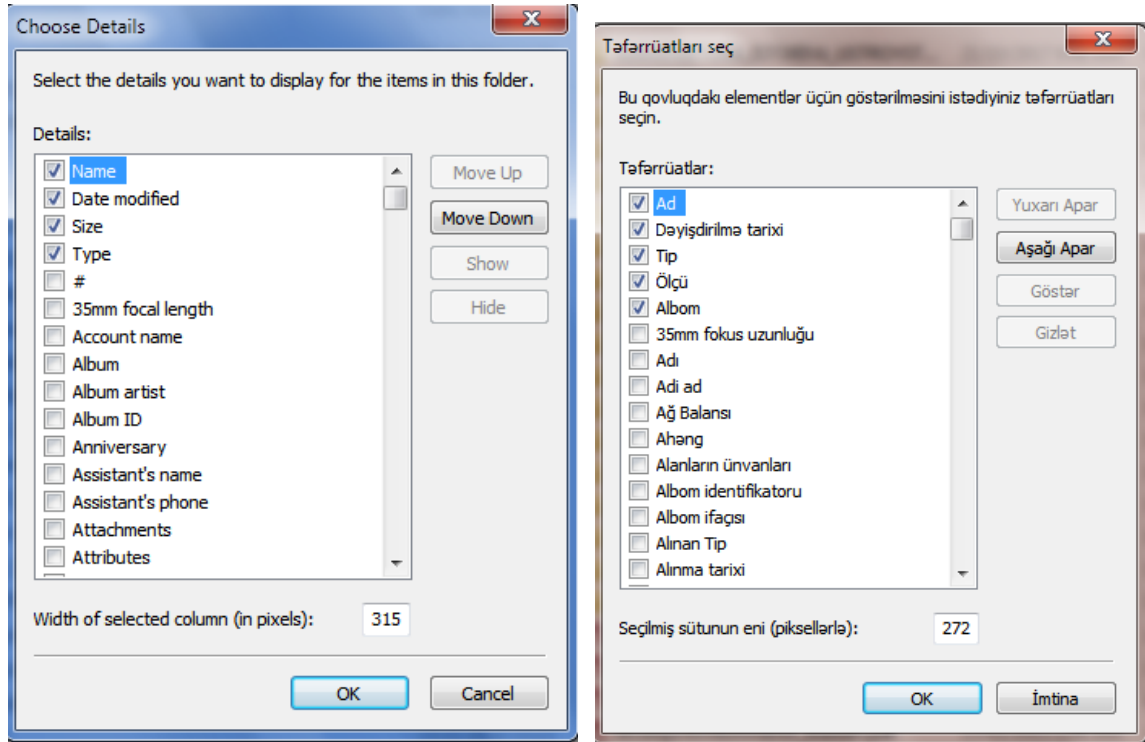 Choose Details
Select the details you want to display for the items in this folder.
Details:
Name
Date modified
Size
Type
#
35mm focal length
Account name
Album
Album artist
Album ID
Anniversary
Assistant's name
Assistant's phone
Attachments
Attributes
Move Up
Move Down
Show
Hide
Width of selected column (in pixels): 315
OK Cancel
Təfərrüatları seç
Bu qovluqdakı elementlər üçün göstərilməsini istədiyiniz təfərrüatları
seçin.
Təfərrüatlar:
Ad
Dəyişdirilmə tarixi
Tip
Ölçü
Albom
35mm fokus uzunluğu
Adı
Adi ad
Ağ Balansı
Ahəng
Alanların ünvanları
Albom identifikatoru
Albom ifaçısı
Alınan Tip
Alınma tarixi
Yuxarı Apar
Aşağı Apar
Göstər
Gizlət
Seçilmiş sütunun eni (piksellərlə): 272
OK İmtina